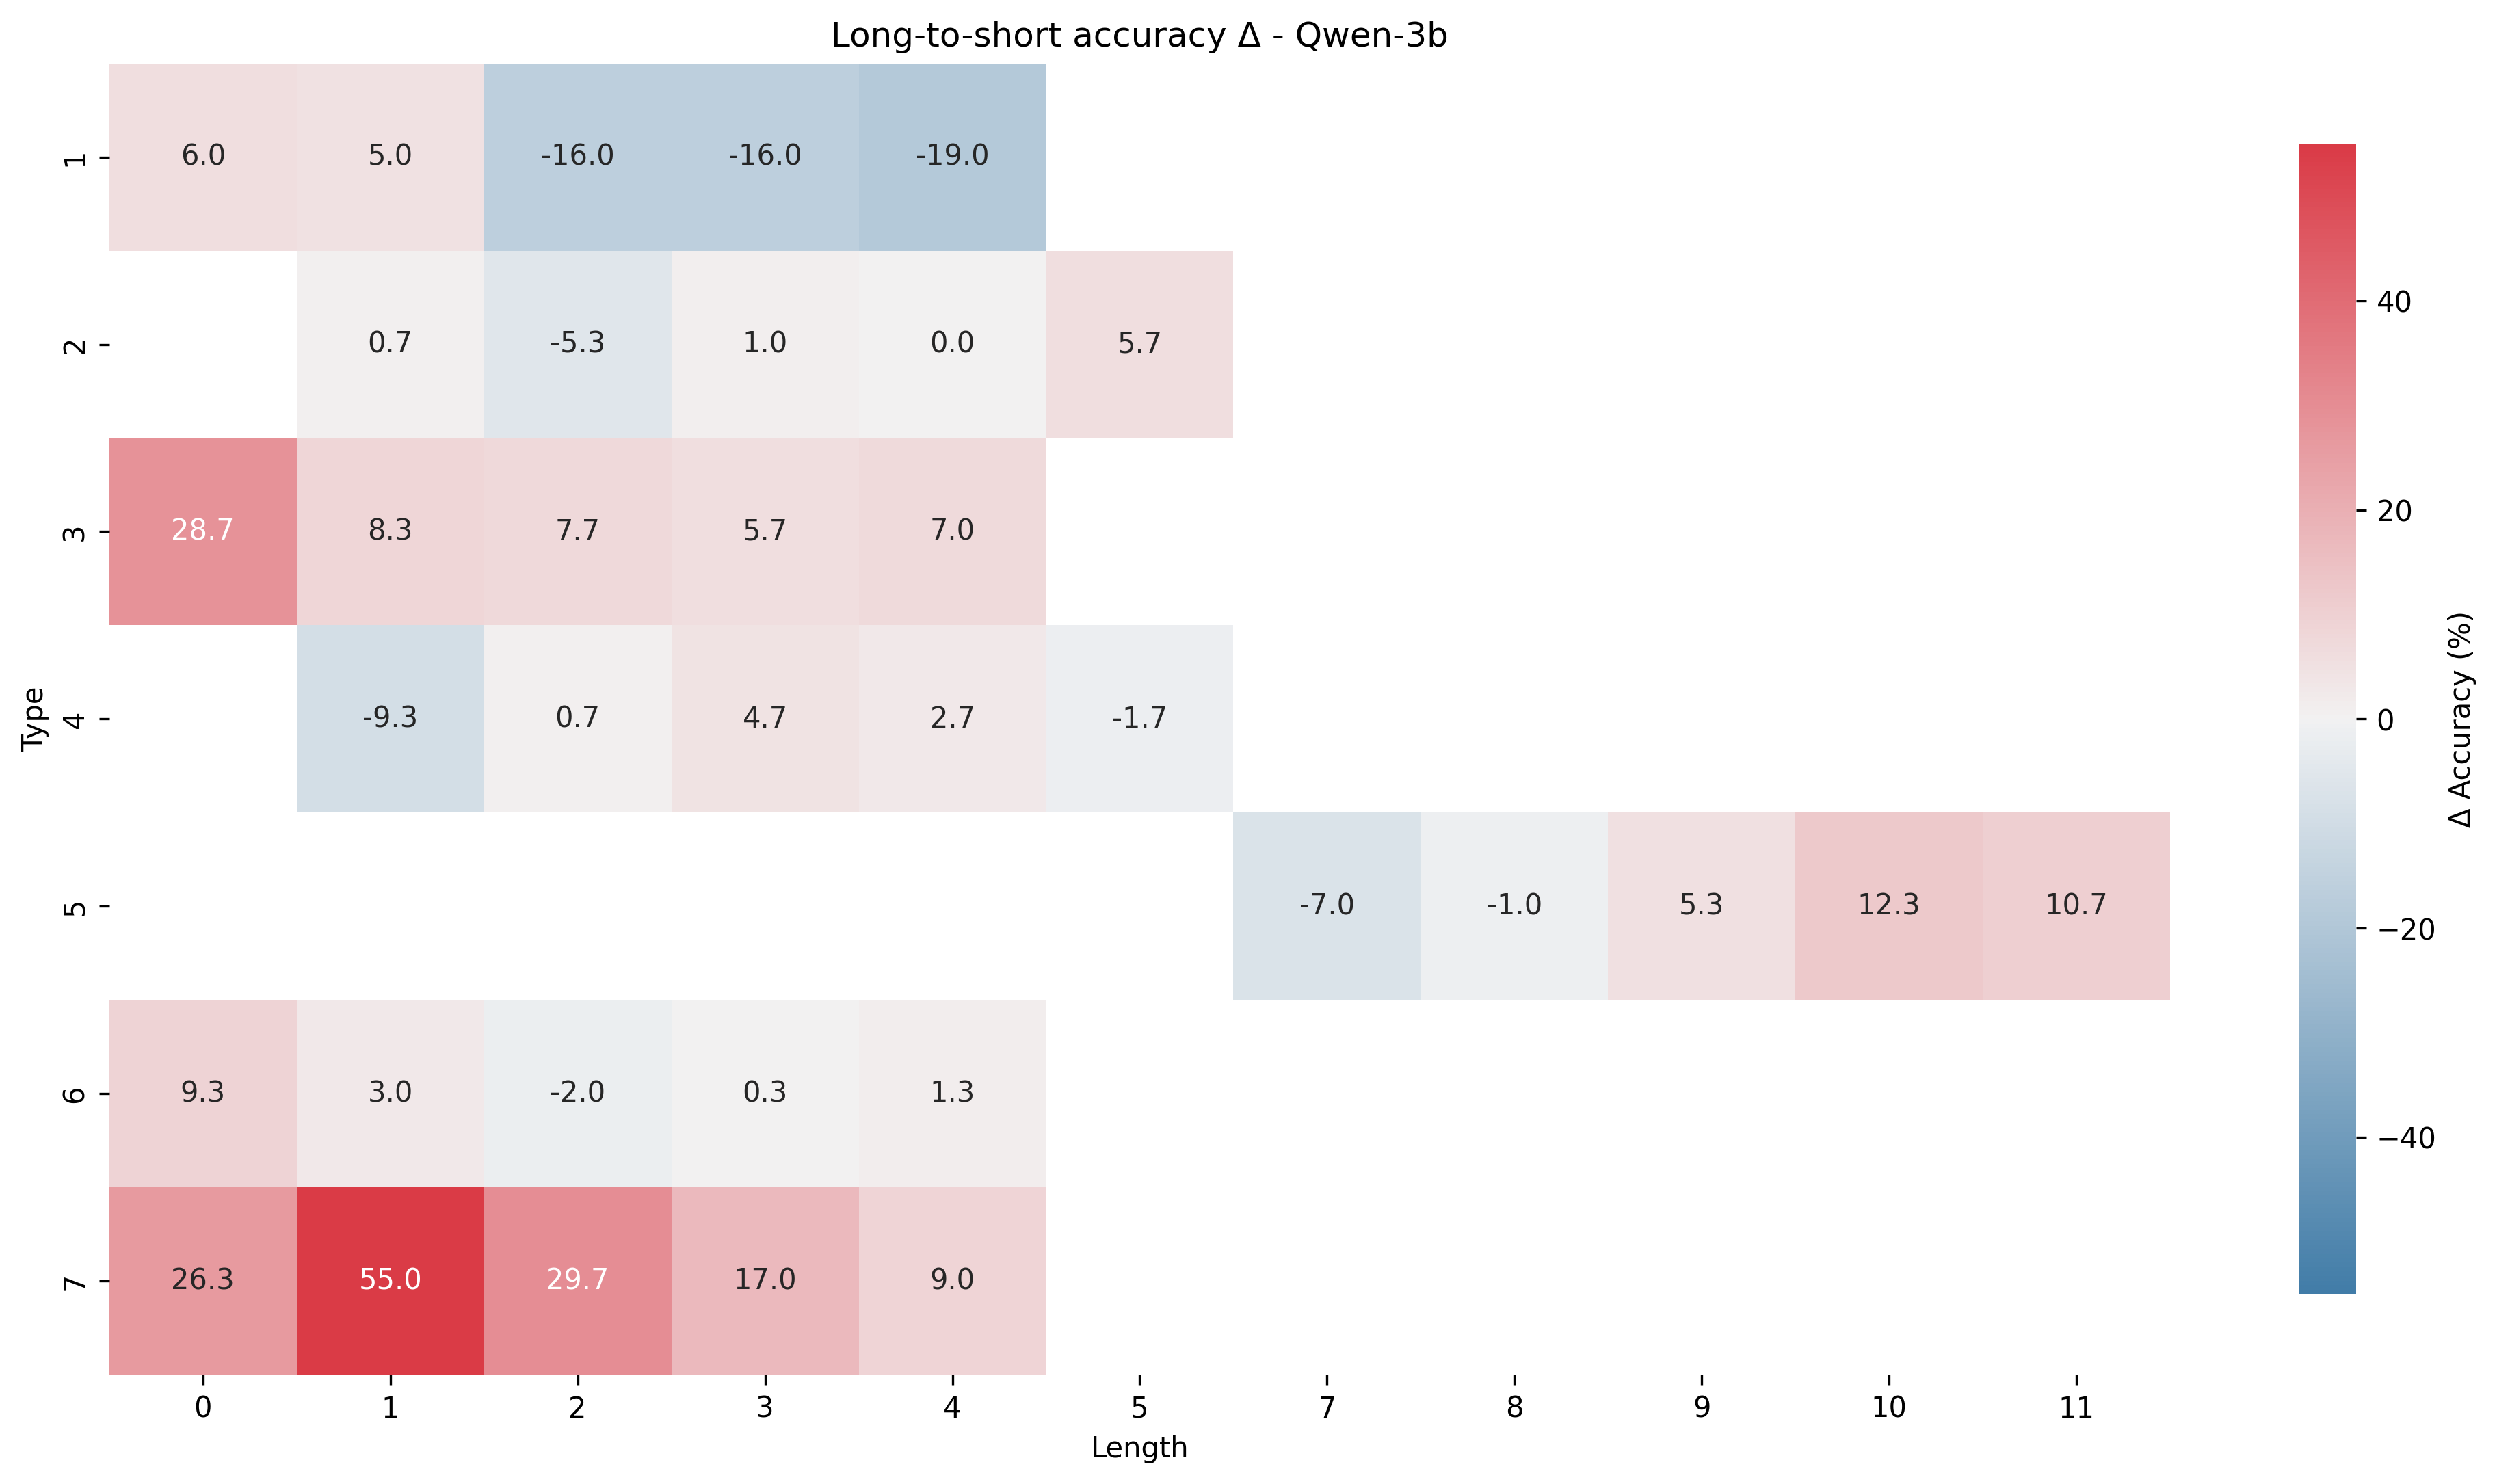 Long-to-short accuracy Δ - Qwen-3b
1 6.0 5.0 -16.0 -16.0 -19.0
2 0.7 -5.3 1.0 0.0 5.7
3 28.7 8.3 7.7 5.7 7.0
4 -9.3 0.7 4.7 2.7 -1.7
5 -7.0 -1.0 5.3 12.3 10.7
6 9.3 3.0 -2.0 0.3 1.3
7 26.3 55.0 29.7 17.0 9.0
0 1 2 3 4 5 7 8 9 10 11
Length
Type
40
20
0
−20
−40
Δ Accuracy (%)